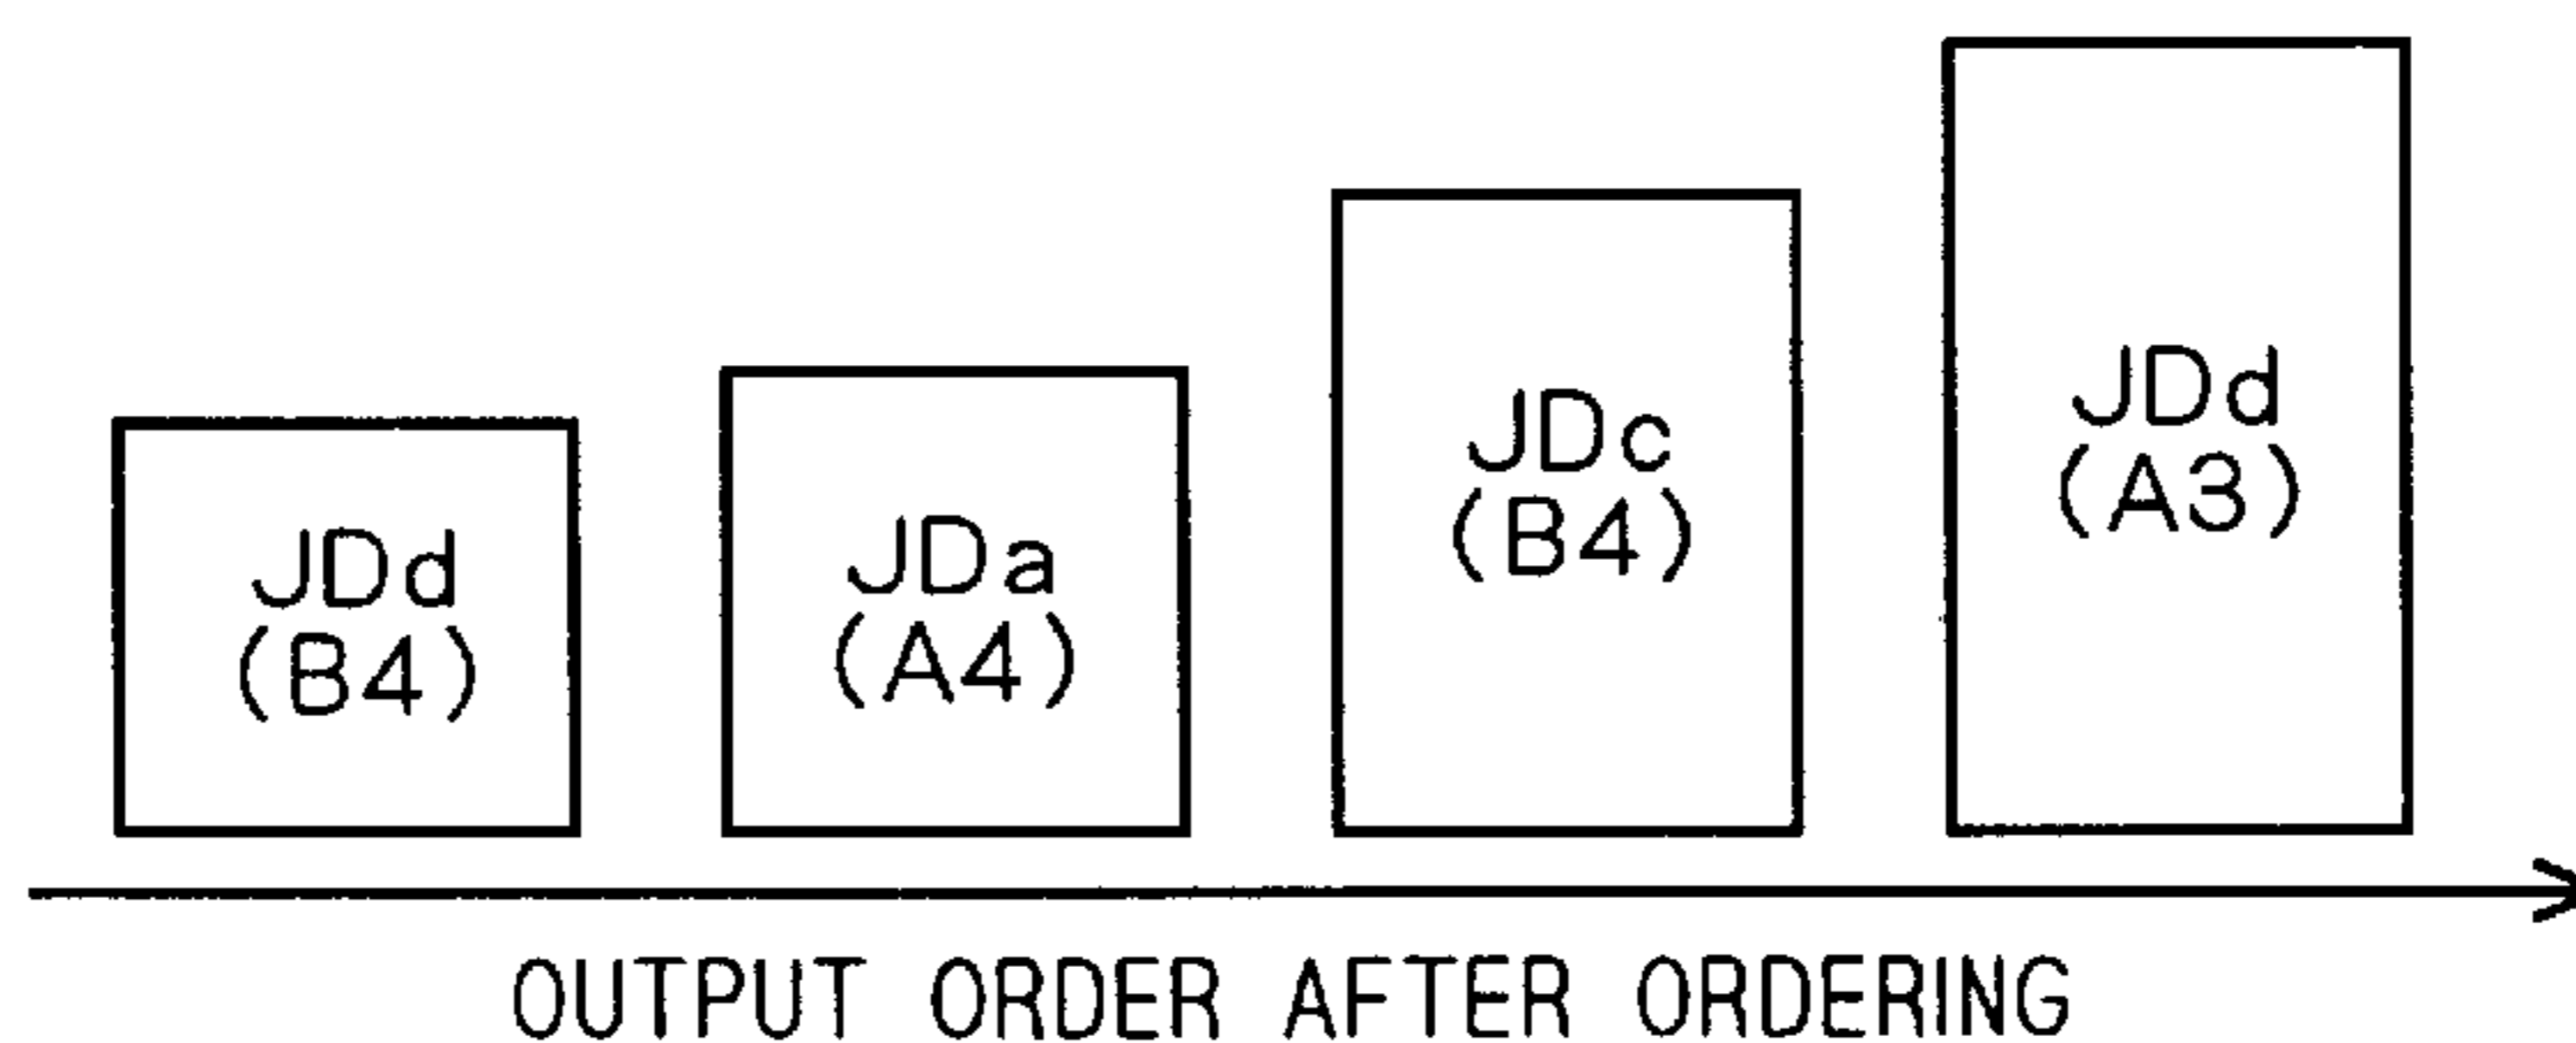 JDd
(B4)
JDa
(A4)
JDc
(B4)
JDd
(A3)
OUTPUT ORDER AFTER ORDERING